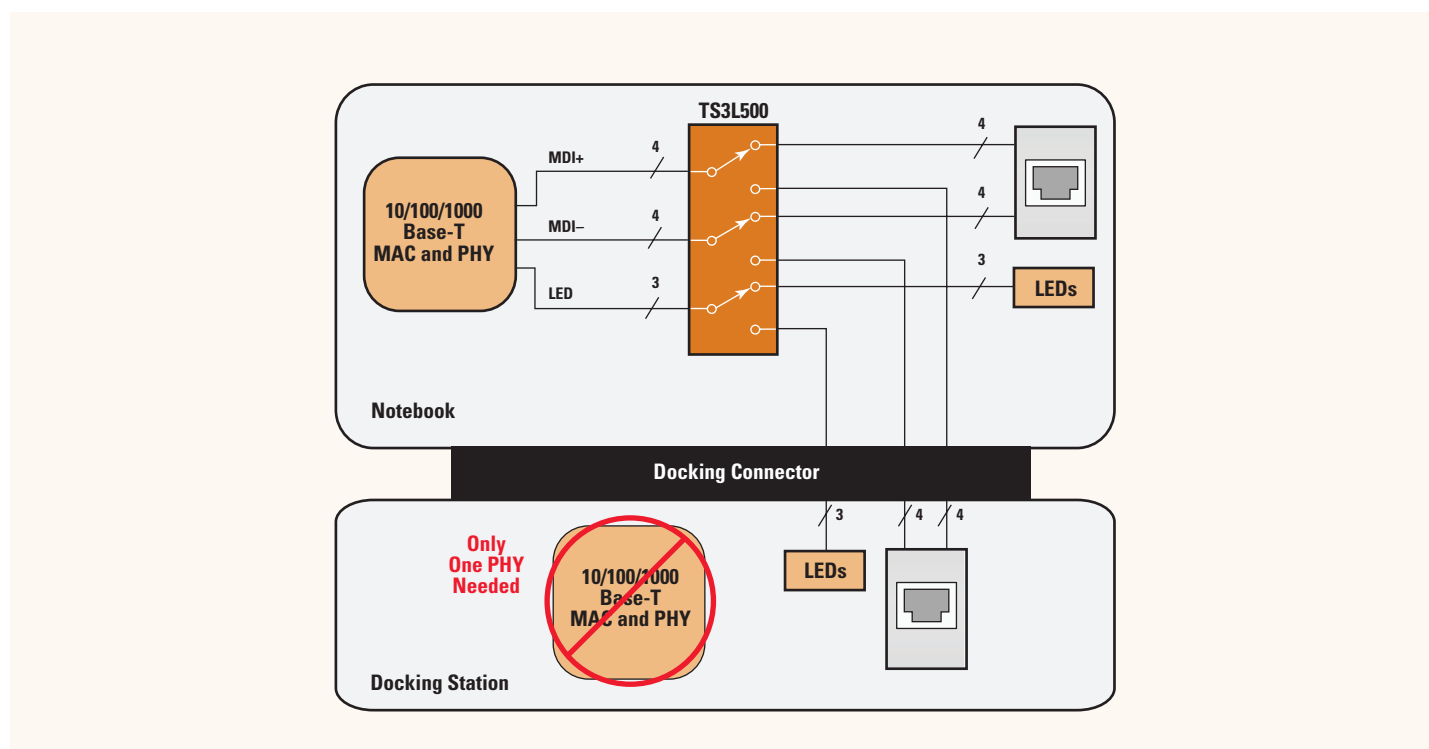 TS3L500
4
MDI+
4
10/100/1000
Base-T
MAC and PHY
4
MDI–
4
3
LED
3
LEDs
Notebook
Docking Connector
3
4
4
Only
One PHY
Needed
10/100/1000
Base-T
MAC and PHY
LEDs
Docking Station